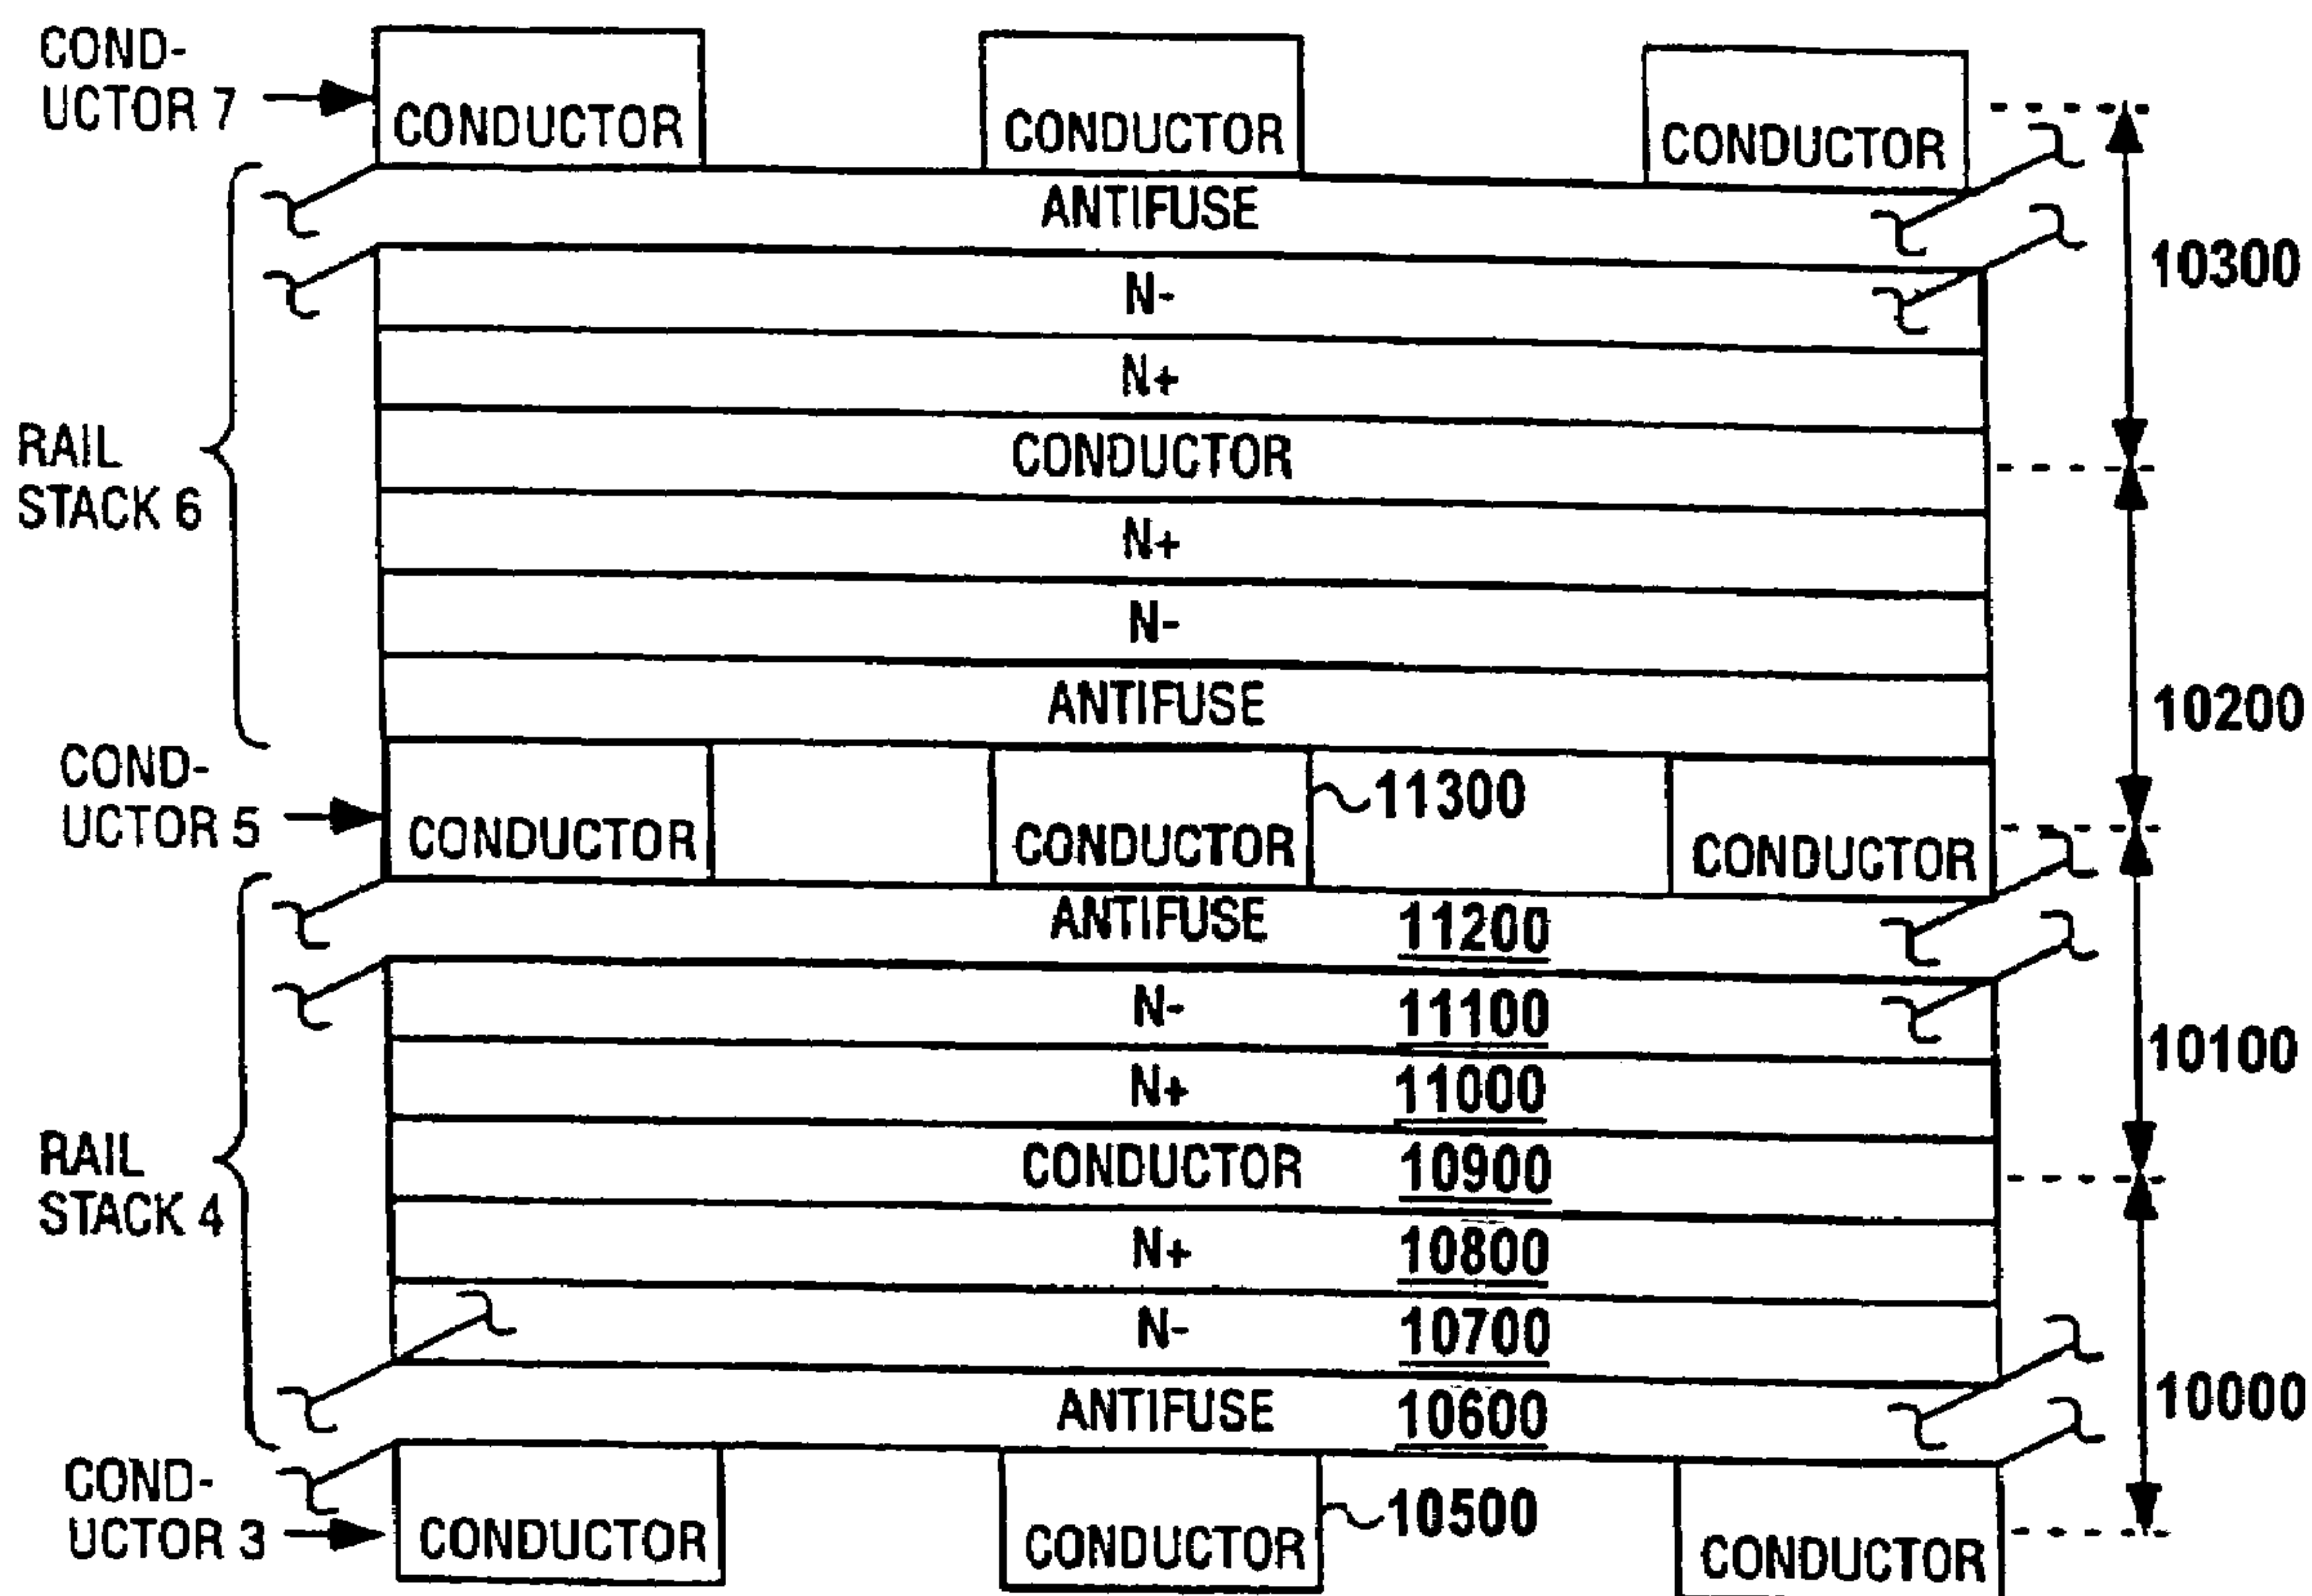 COND-
UCTOR 7
CONDUCTOR
CONDUCTOR
CONDUCTOR
ANTIFUSE
N-
10300
N+
RAIL
STACK 6
CONDUCTOR
N+
N-
ANTIFUSE
10200
COND-
UCTOR 5
CONDUCTOR
CONDUCTOR
11300
CONDUCTOR
ANTIFUSE 11200
N- 11100
10100
N+ 11000
RAIL
STACK 4
CONDUCTOR 10900
N+ 10800
N- 10700
ANTIFUSE 10600
10000
COND-
UCTOR 3
CONDUCTOR
CONDUCTOR
10500
CONDUCTOR